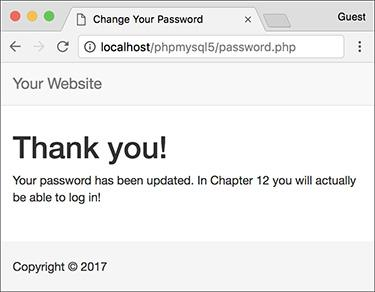 Change Your Password
Guest
localhost/phpmysql5/password.php
Your Website
Thank you!
Your password has been updated. In Chapter 12 you will actually
be able to log in!
Copyright © 2017